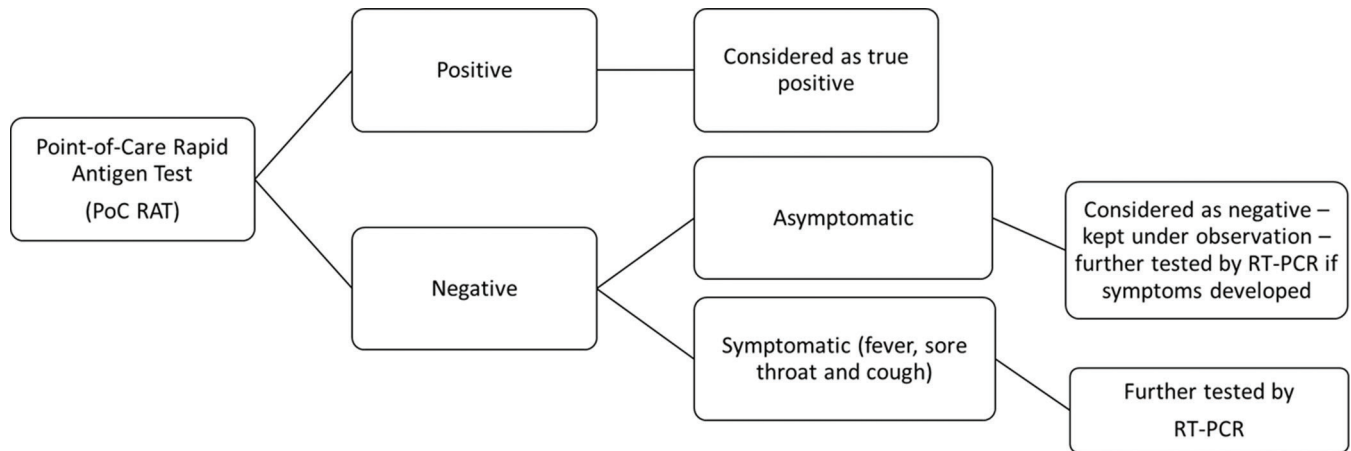 Point-of-Care Rapid
Antigen Test
(PoC RAT)
Positive
Considered as true
positive
Negative
Asymptomatic
Considered as negative –
kept under observation –
further tested by RT-PCR if
symptoms developed
Symptomatic (fever, sore
throat and cough)
Further tested by
RT-PCR